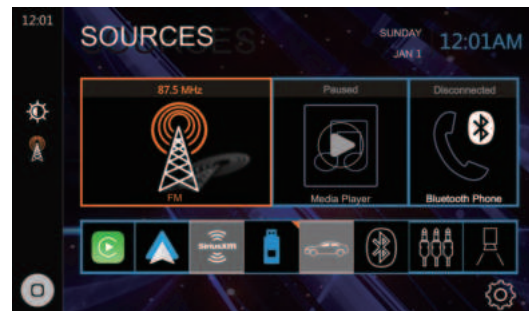 12:01
SOURCES
SUNDAY
JAN 1
12:01AM
87.5 MHz
FM
Paused
Media Player
Disconnected
Bluetooth Phone
SiriusXM